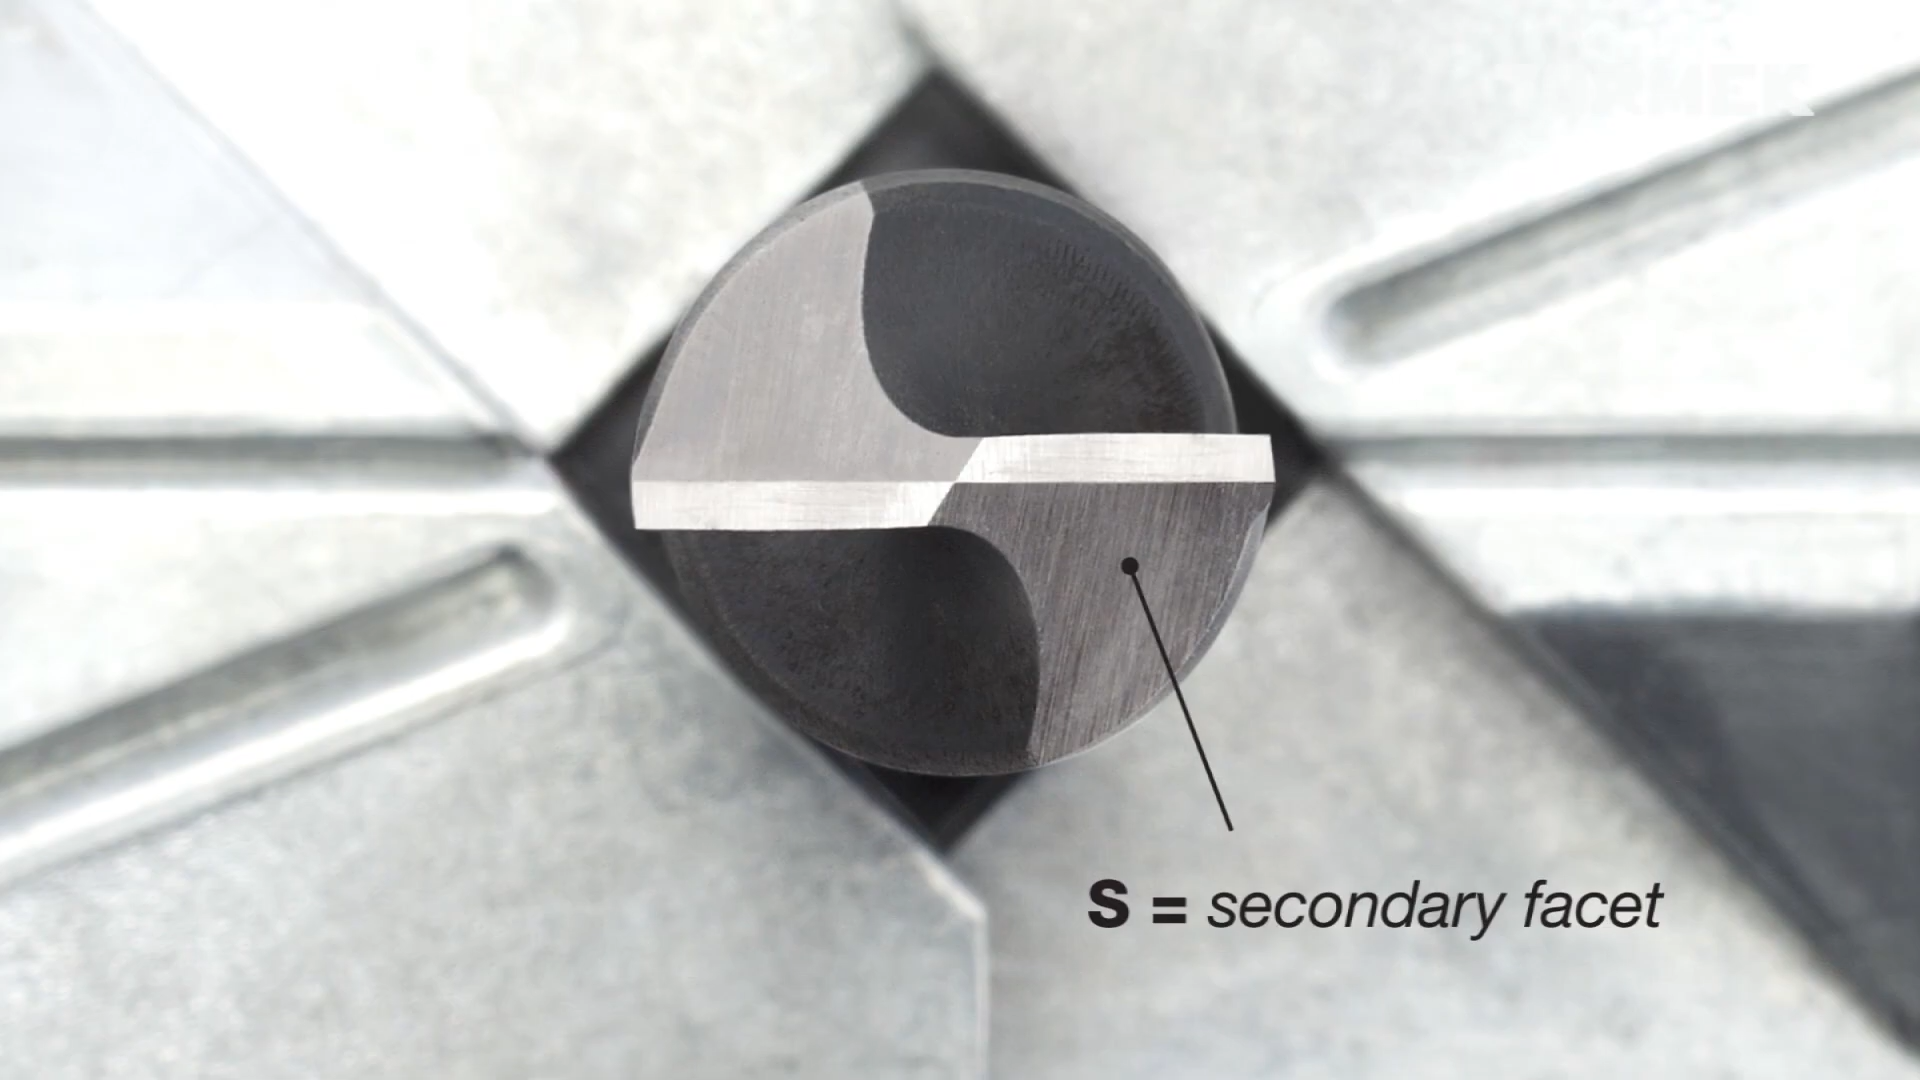 S = secondary facet